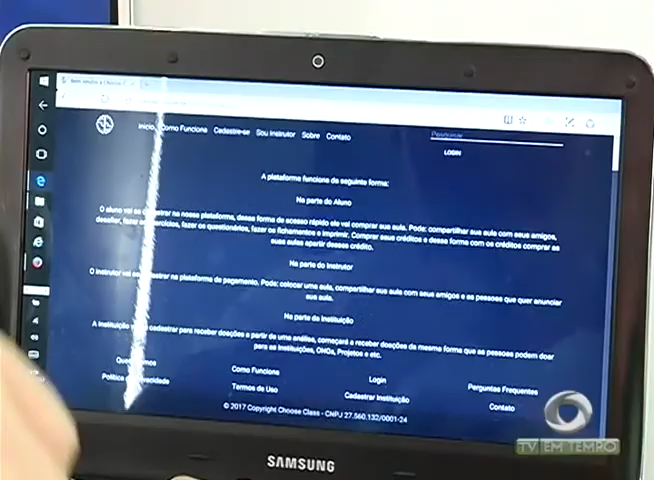 Início Como Funciona Cadastre-se Sou Instrutor Sobre Contato
Pesquisar
LOGIN
A plataforma funciona da seguinte forma:
Na parte do Aluno
O aluno vai se na nossa plataforma, dessa forma de acesso rápido ele vai comprar sua aula. Pode: compartilhar sua aula com seus amigos,
desafiar, fazer os exercícios, fazer os questionários, fazer os fichamentos e imprimir. Comprar seus créditos e dessa forma com os créditos comprar as
suas aulas apartir desses crédito.
Na parte do Instrutor
O instrutor vai se cadastrar na plataforma de pagamento. Pode: colocar uma aula, compartilhar sua aula com seus amigos e as pessoas que quer anunciar
sua aula.
Na parte da Instituição
A Instituição cadastrar para receber doações a partir de uma análise, começará a receber doações da mesma forma que as pessoas podem doar
para as Instituições, ONGs, Projetos e etc.
Quem Somos Como Funciona Login Perguntas Frequentes
Política Privacidade Termos de Uso Cadastrar Instituição Contato
© 2017 Copyright Choose Class - CNPJ 27.560.132/0001-24
TV EM TEMPO
SAMSUNG